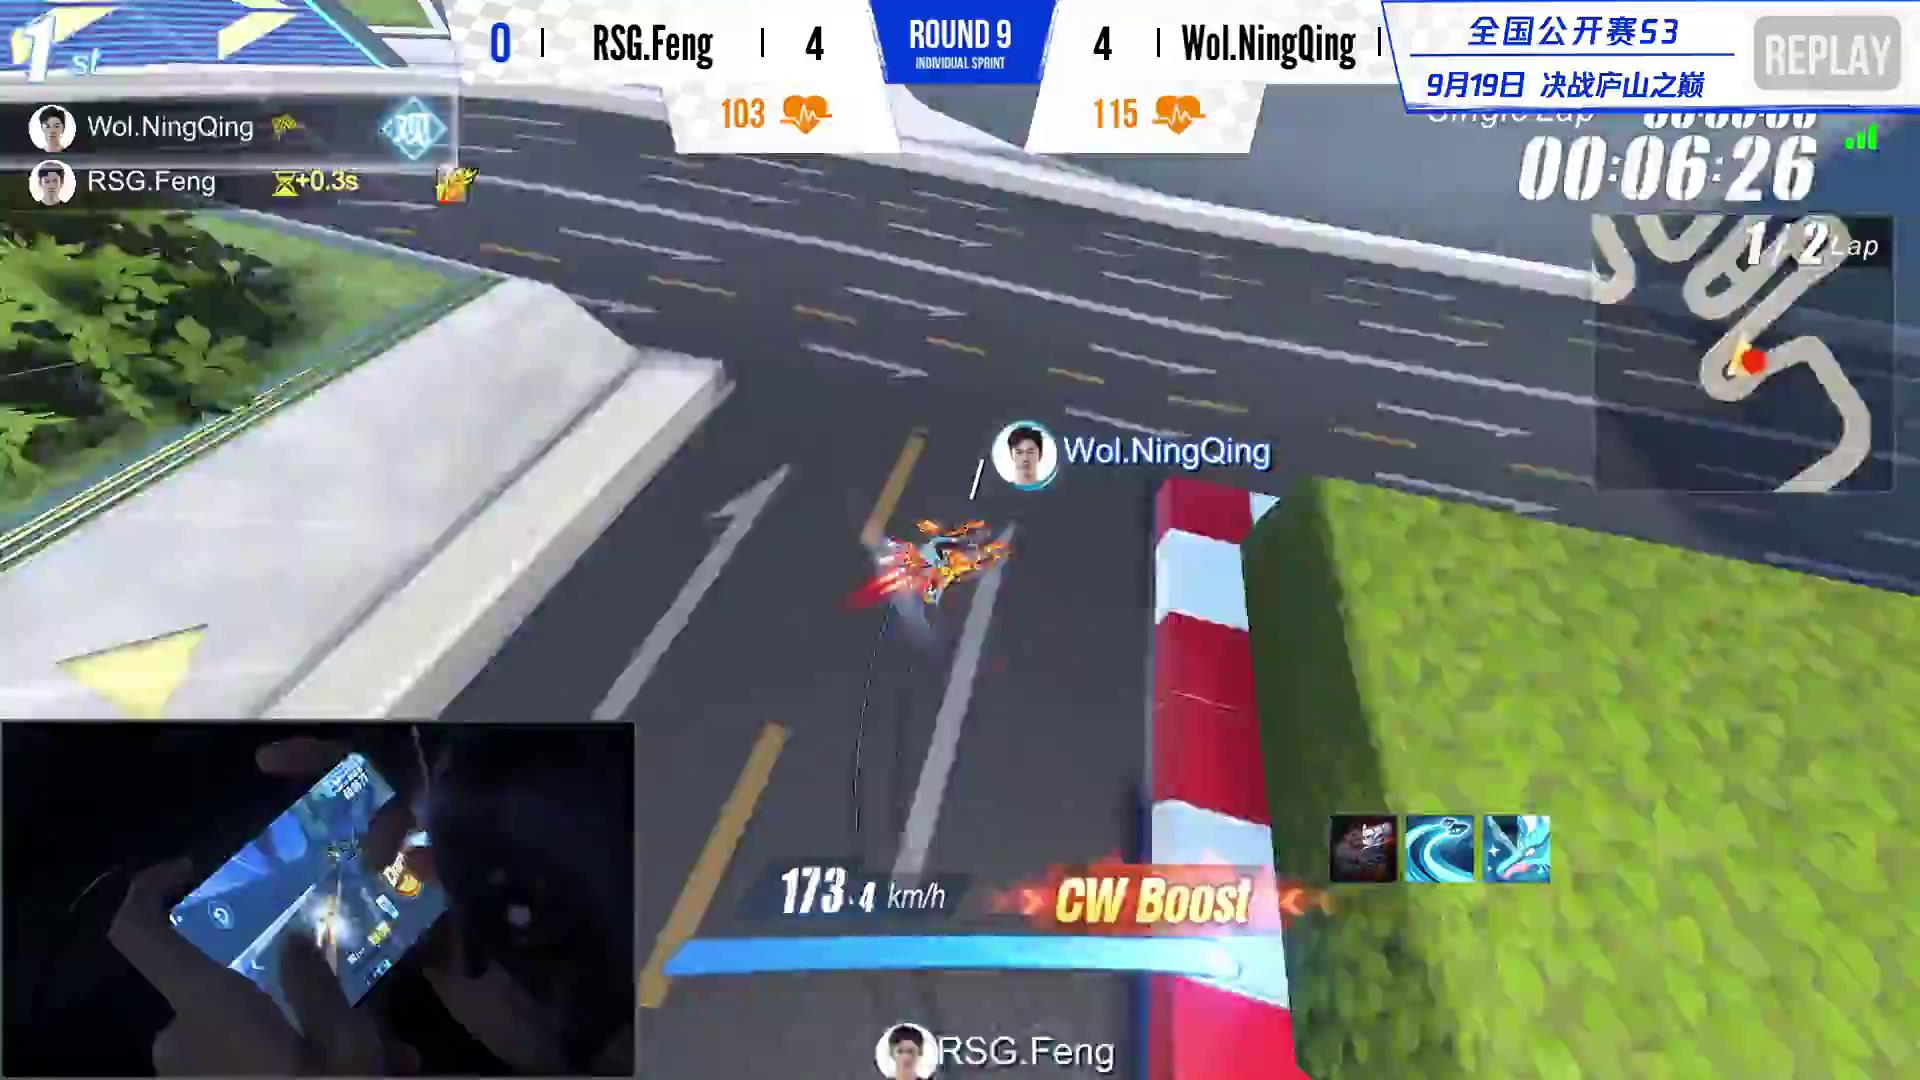 0 RSG.Feng 4 ROUND 9 4 Wol.NingQing
INDIVIDUAL SPRINT
全国公开赛S3
9月19日 决战庐山之巅
REPLAY
103
115
1st
Wol.NingQing
RSG.Feng +0.3s
Single Lap
00:06:26
1/2 Lap
Wol.NingQing
173.4 km/h
CW Boost
RSG.Feng